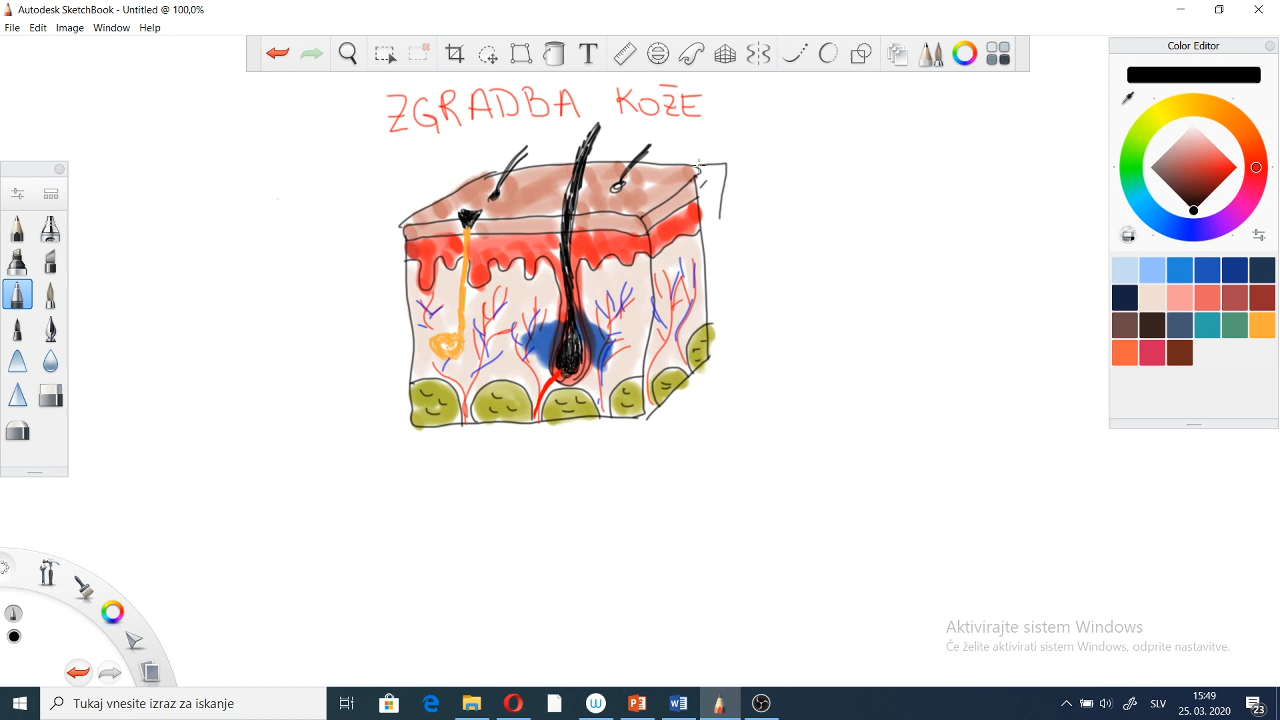 Autodesk SketchBook - Untitled @ 100,0%
File Edit Image Window Help
T
Color Editor
ZGRADBA KOŽE
Aktivirajte sistem Windows
Če želite aktivirati sistem Windows, odprite nastavitve.
Tukaj vnesite izraz za iskanje
SLV
15:49
25. 03. 2020
23